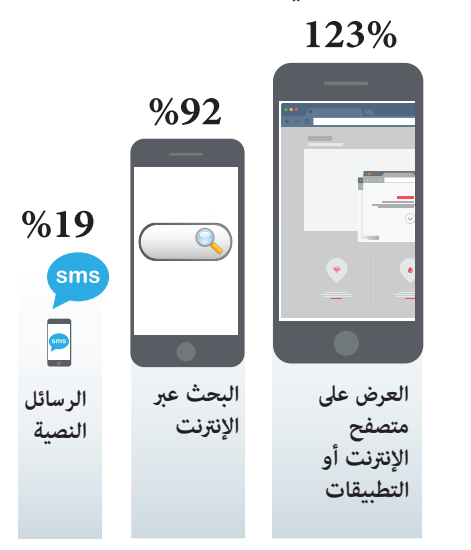 123%
العرض على
متصفح
الإنترنت أو
التطبيقات
%92
البحث عبر
الإنترنت
%19
sms
sms
الرسائل
النصية